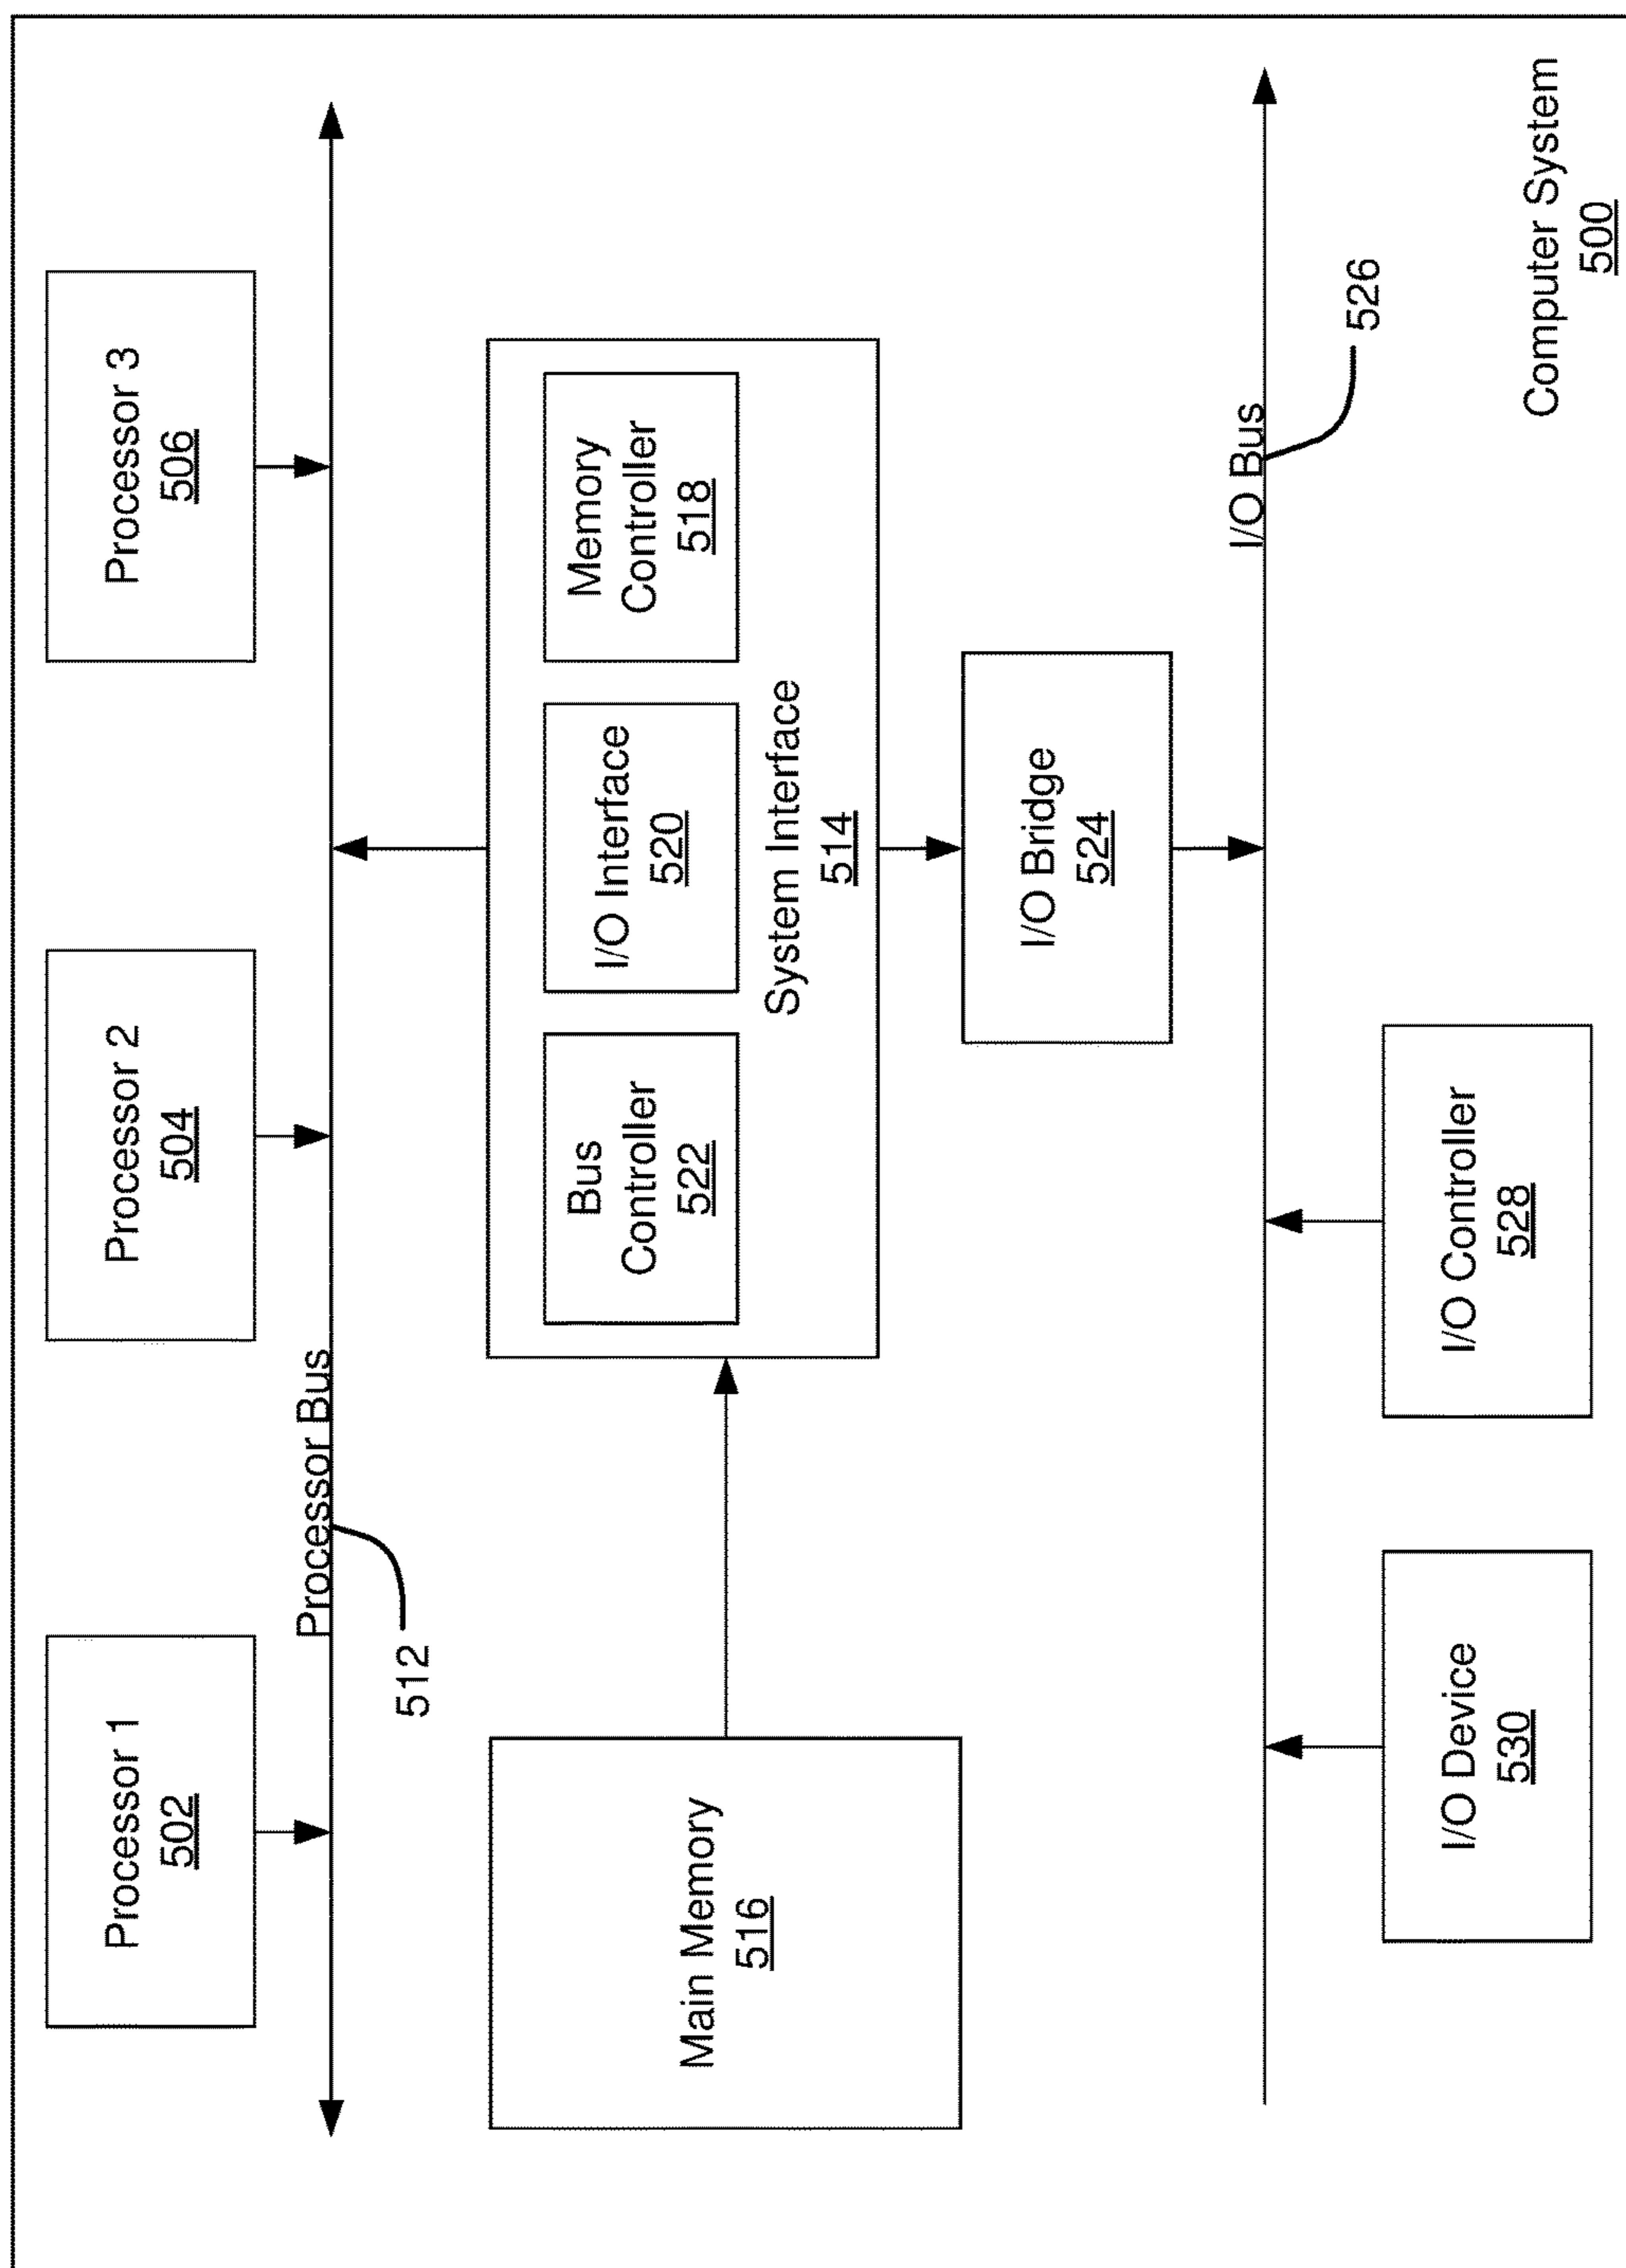 Processor 1
502
Processor 2
504
Processor 3
506
Processor Bus
512
Main Memory
516
Bus
Controller
522
I/O Interface
520
Memory
Controller
518
System Interface
514
I/O Bridge
524
I/O Bus
526
I/O Device
530
I/O Controller
528
Computer System
500